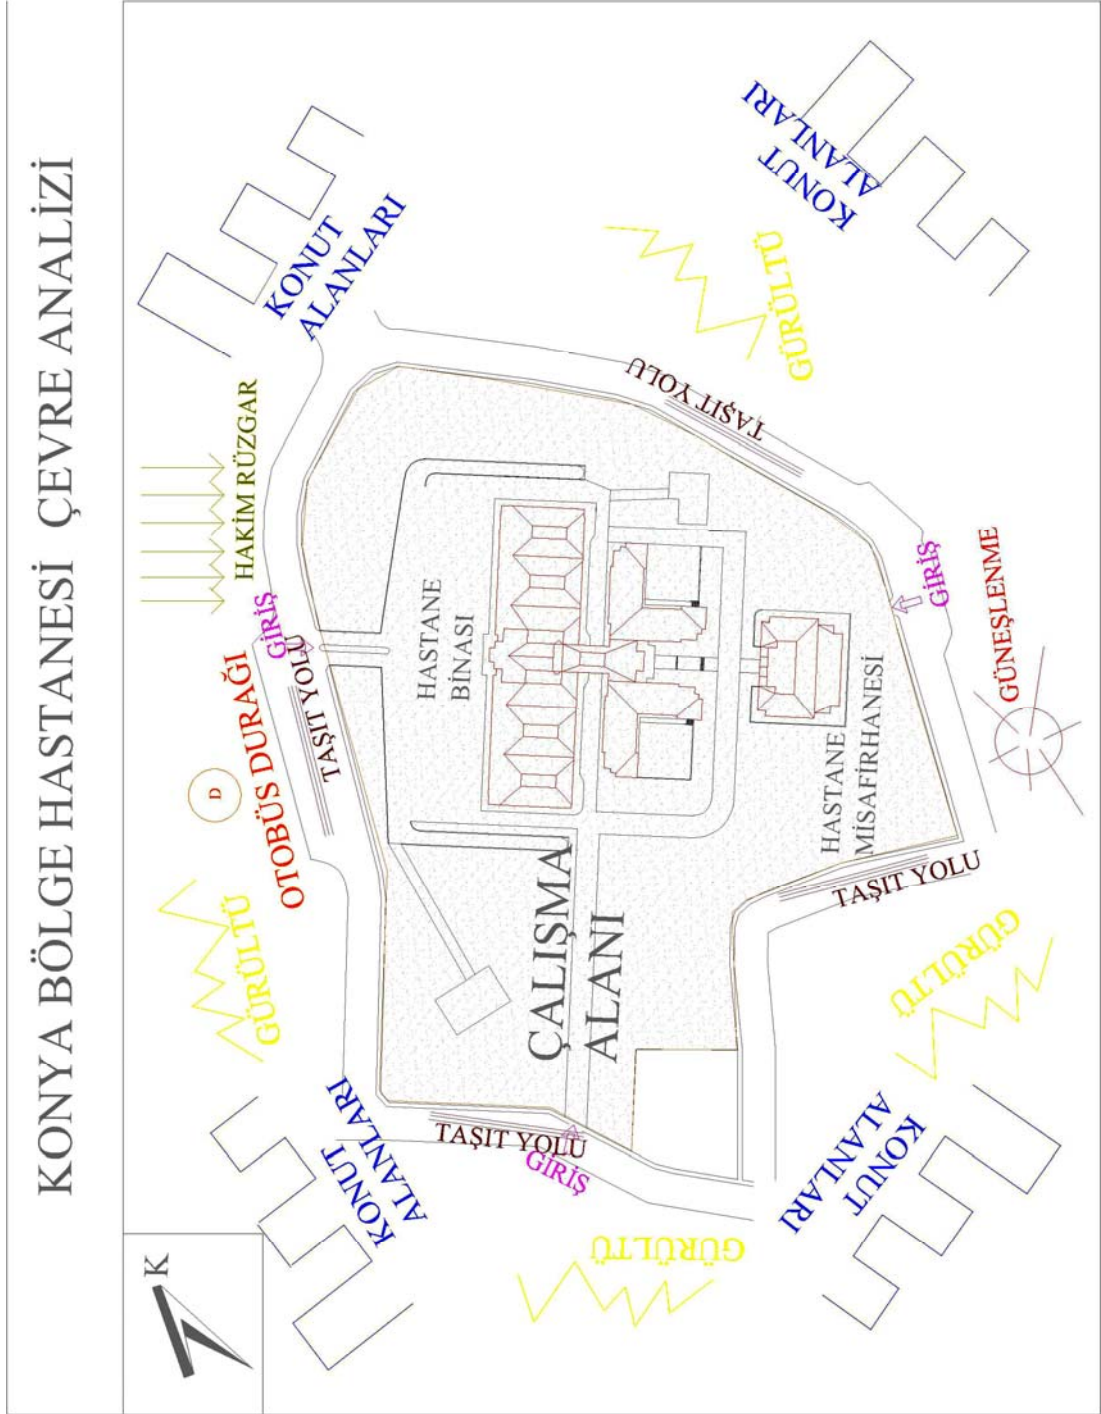 KONYA BÖLGE HASTANESİ ÇEVRE ANALİZİ
K
KONUT
ALANLARI
GÜRÜLTÜ
OTOBÜS DURAĞI
D
TAŞIT YOLU
GİRİŞ
HAKİM RÜZGAR
KONUT
ALANLARI
TAŞIT YOLU
GİRİŞ
ÇALIŞMA
ALANI
HASTANE
BİNASI
TAŞIT YOLU
GÜRÜLTÜ
KONUT
ALANLARI
GÜRÜLTÜ
HASTANE
MİSAFİRHANESİ
GİRİŞ
KONUT
ALANLARI
GÜRÜLTÜ
TAŞIT YOLU
GÜNEŞLENME